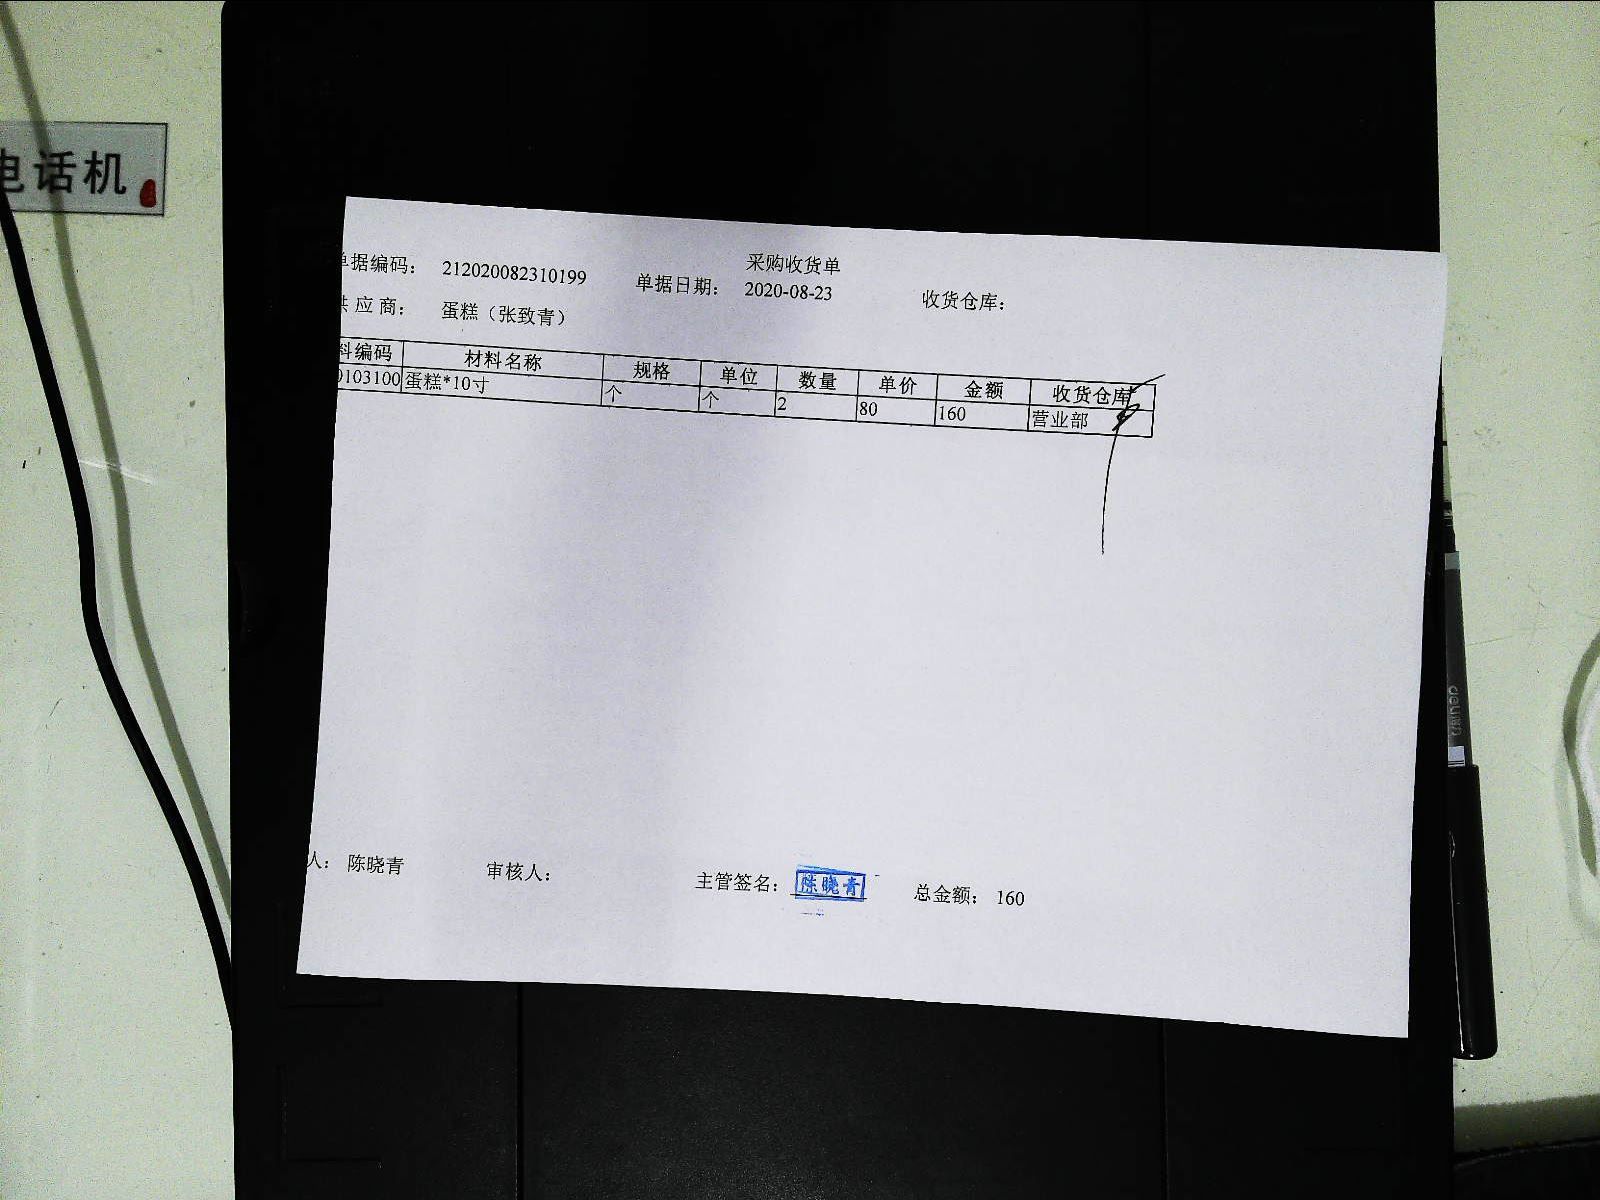 电话机
采购收货单
单据编码: 212020082310199 单据日期: 2020-08-23 收货仓库:
供应商: 蛋糕（张致青）
料编码 材料名称 规格 单位 数量 单价 金额 收货仓库
0103100 蛋糕*10寸 个 个 2 80 160 营业部
人: 陈晓青 审核人: 主管签名: 陈晓青 总金额: 160
deli